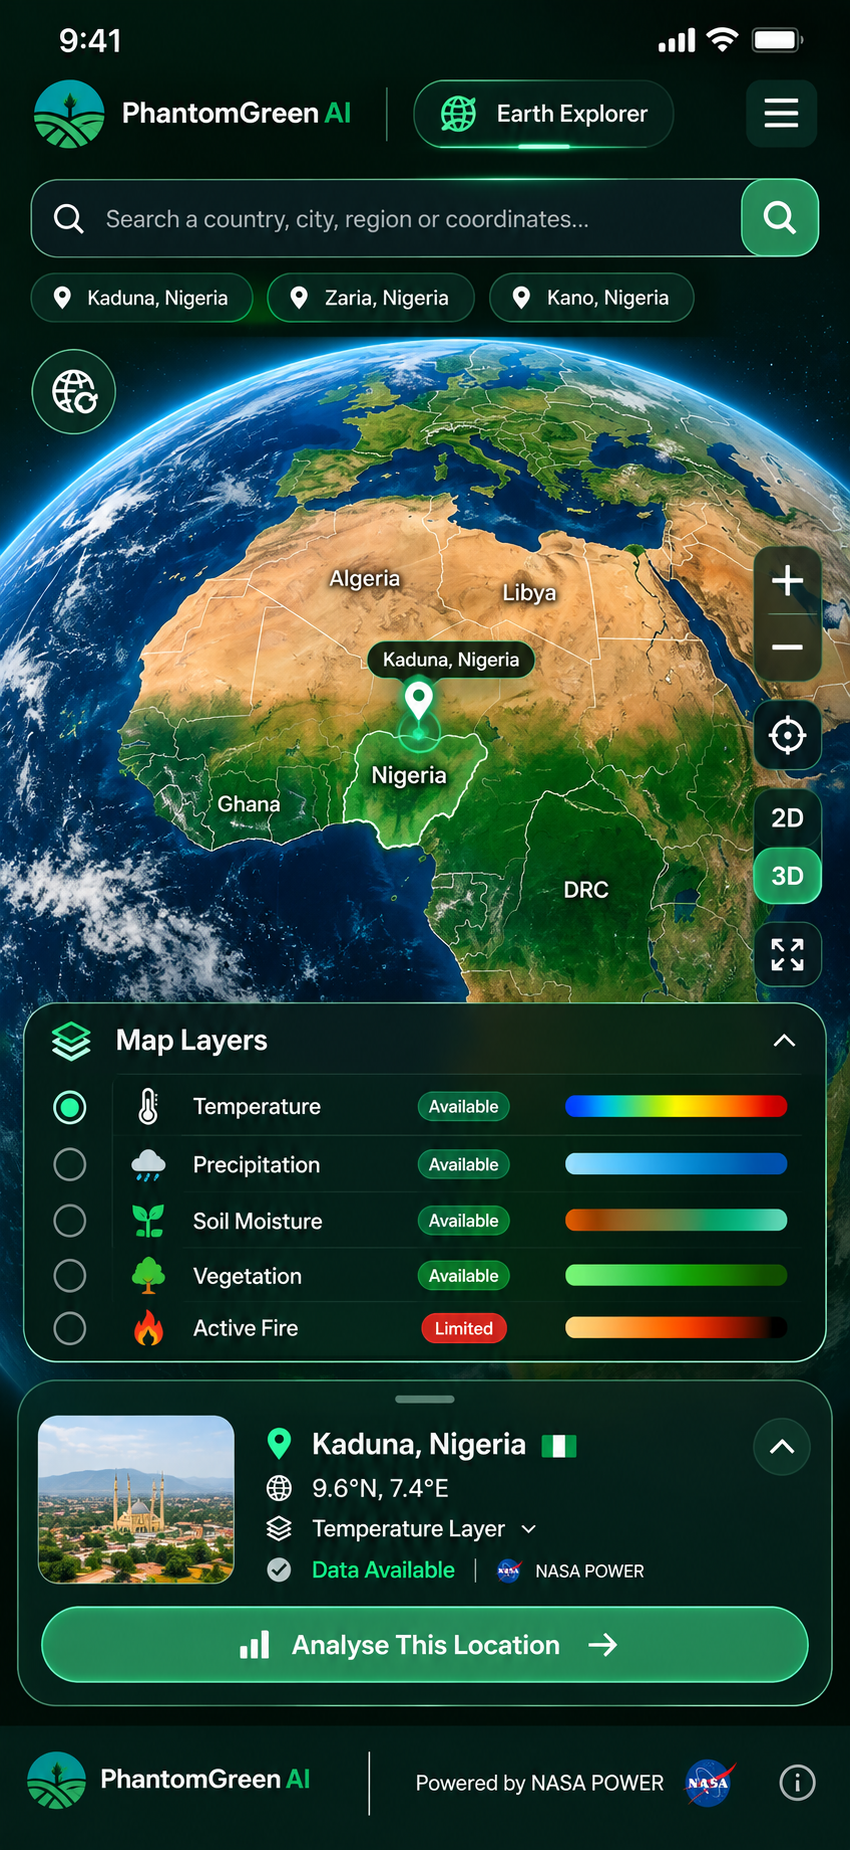 9:41
PhantomGreen AI
Earth Explorer
Search a country, city, region or coordinates...
Kaduna, Nigeria
Zaria, Nigeria
Kano, Nigeria
Algeria
Libya
Kaduna, Nigeria
Nigeria
Ghana
DRC
2D
3D
Map Layers
Temperature Available
Precipitation Available
Soil Moisture Available
Vegetation Available
Active Fire Limited
Kaduna, Nigeria
9.6°N, 7.4°E
Temperature Layer
Data Available | NASA NASA POWER
Analyse This Location
PhantomGreen AI
Powered by NASA POWER NASA